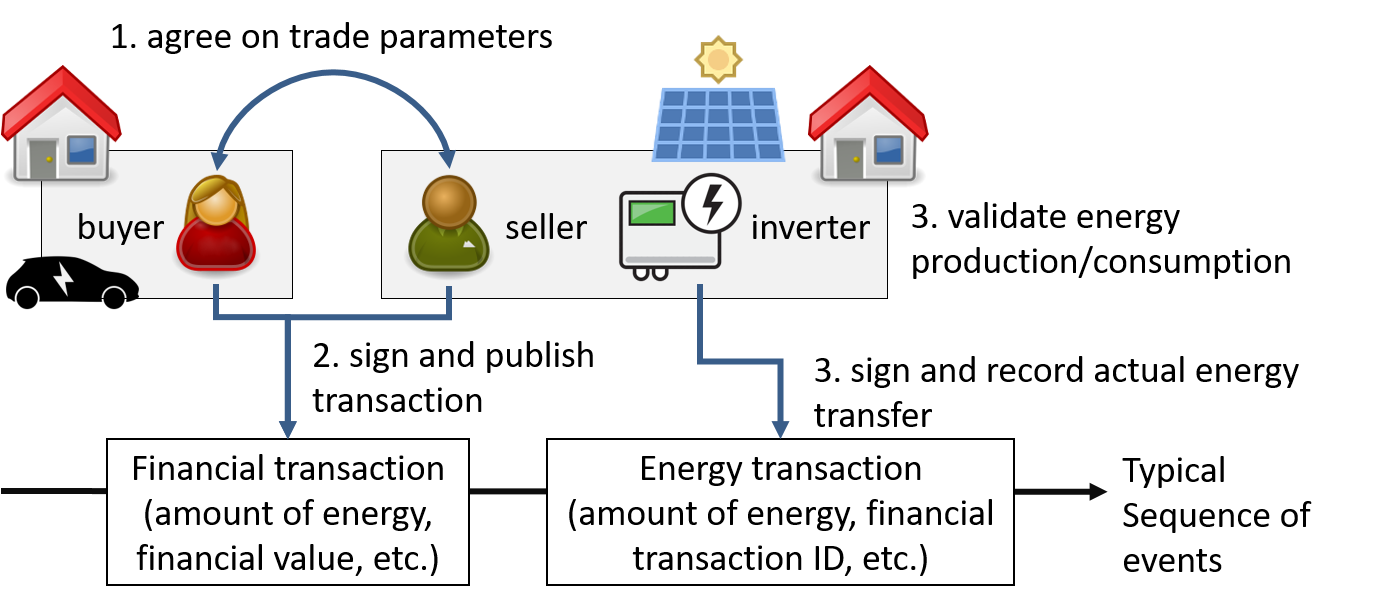 1. agree on trade parameters
buyer
seller
inverter
3. validate energy
production/consumption
2. sign and publish
transaction
3. sign and record actual energy
transfer
Financial transaction
(amount of energy,
financial value, etc.)
Energy transaction
(amount of energy, financial
transaction ID, etc.)
Typical
Sequence of
events